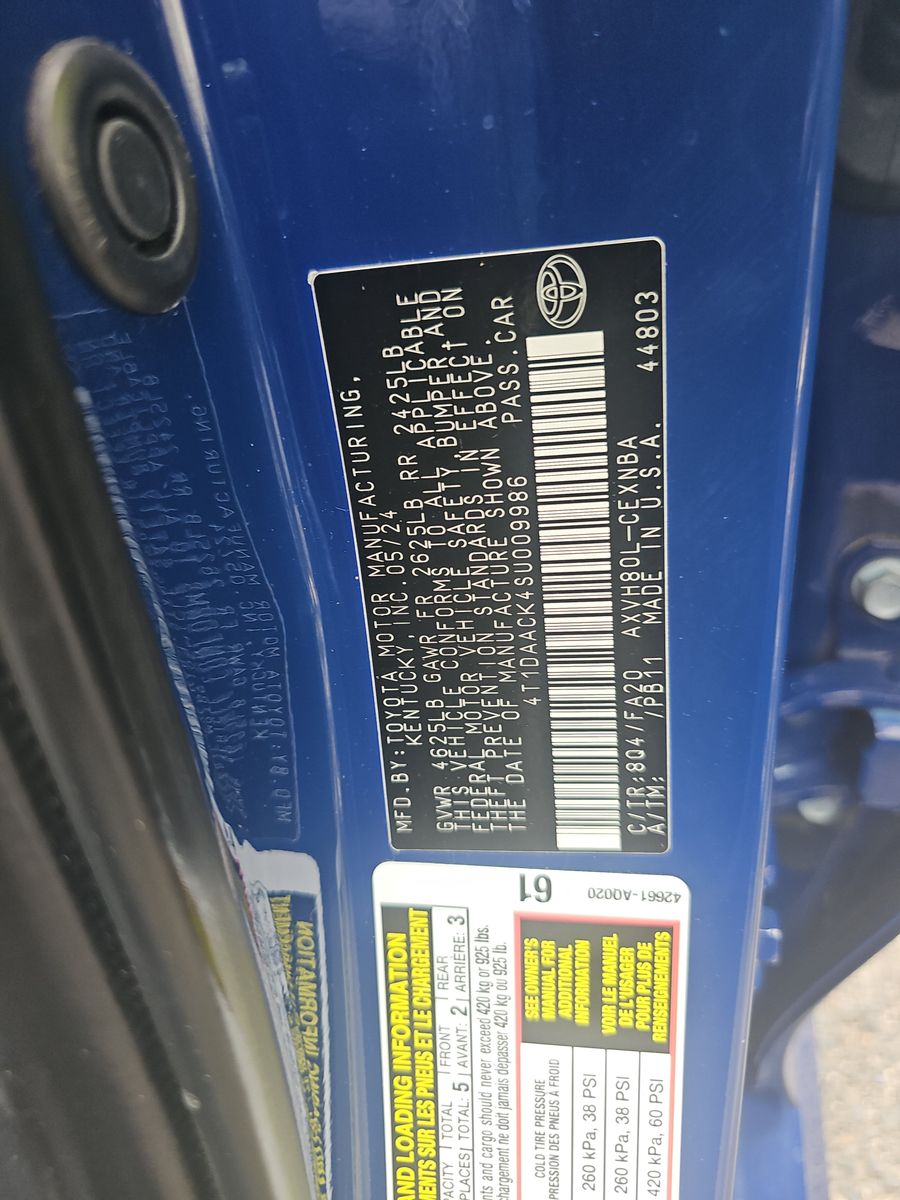 MFD.BY:TOYOTA MOTOR MANUFACTURING,
KENTUCKY, INC. 05/24
GVWR 4625LB GAWR FR 2625LB RR 2425LB
THIS VEHICLE CONFORMS TO ALL APPLICABLE
FEDERAL MOTOR VEHICLE SAFETY, BUMPER AND
THEFT PREVENTION STANDARDS IN EFFECT ON
THE DATE OF MANUFACTURE SHOWN ABOVE.
4T1DAACK4SU009986 PASS.CAR
C/TR:8Q4/FA20 AXVH80L-CEXNBA 44803
A/TM: /PB11 MADE IN U.S.A.
AND LOADING INFORMATION
SUR LES PNEUS ET LE CHARGEMENT
TOTAL FRONT REAR
TOTAL: 5 AVANT: 2 ARRIÈRE: 3
and cargo should never exceed 420 kg or 925 lbs.
ne doit jamais dépasser 420 kg ou 925 lb.
61
42661-A0020
COLD TIRE PRESSURE
PRESSION DES PNEUS À FROID
260 kPa, 38 PSI
260 kPa, 38 PSI
420 kPa, 60 PSI
SEE OWNER'S
MANUAL FOR
ADDITIONAL
INFORMATION
VOIR LE MANUEL
DE L'USAGER
POUR PLUS DE
RENSEIGNEMENTS